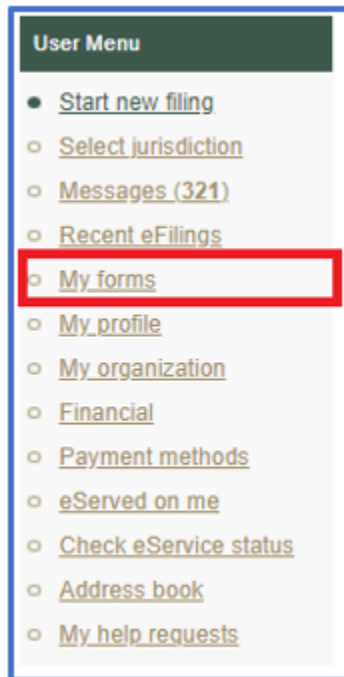 User Menu
Start new filing
Select jurisdiction
Messages (321)
Recent eFilings
My forms
My profile
My organization
Financial
Payment methods
eServed on me
Check eService status
Address book
My help requests